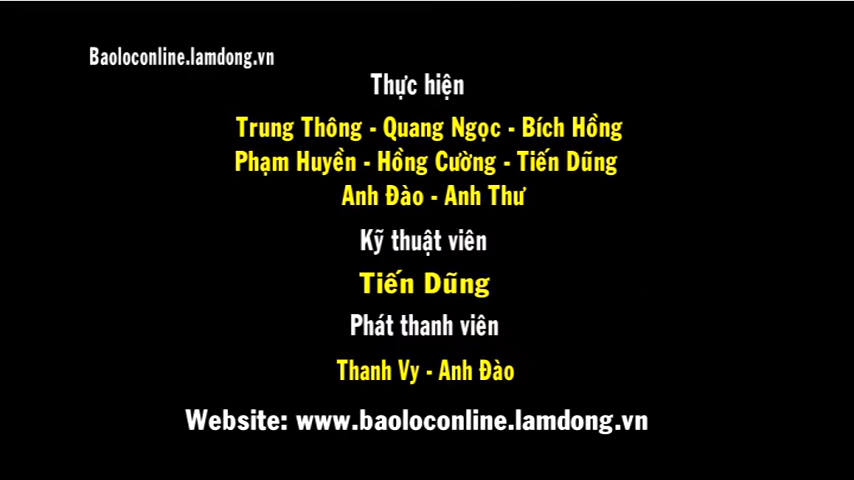 Baoloconline.lamdong.vn
Thực hiện
Trung Thông - Quang Ngọc - Bích Hồng
Phạm Huyền - Hồng Cường - Tiến Dũng
Anh Đào - Anh Thư
Kỹ thuật viên
Tiến Dũng
Phát thanh viên
Thanh Vy - Anh Đào
Website: www.baoloconline.lamdong.vn